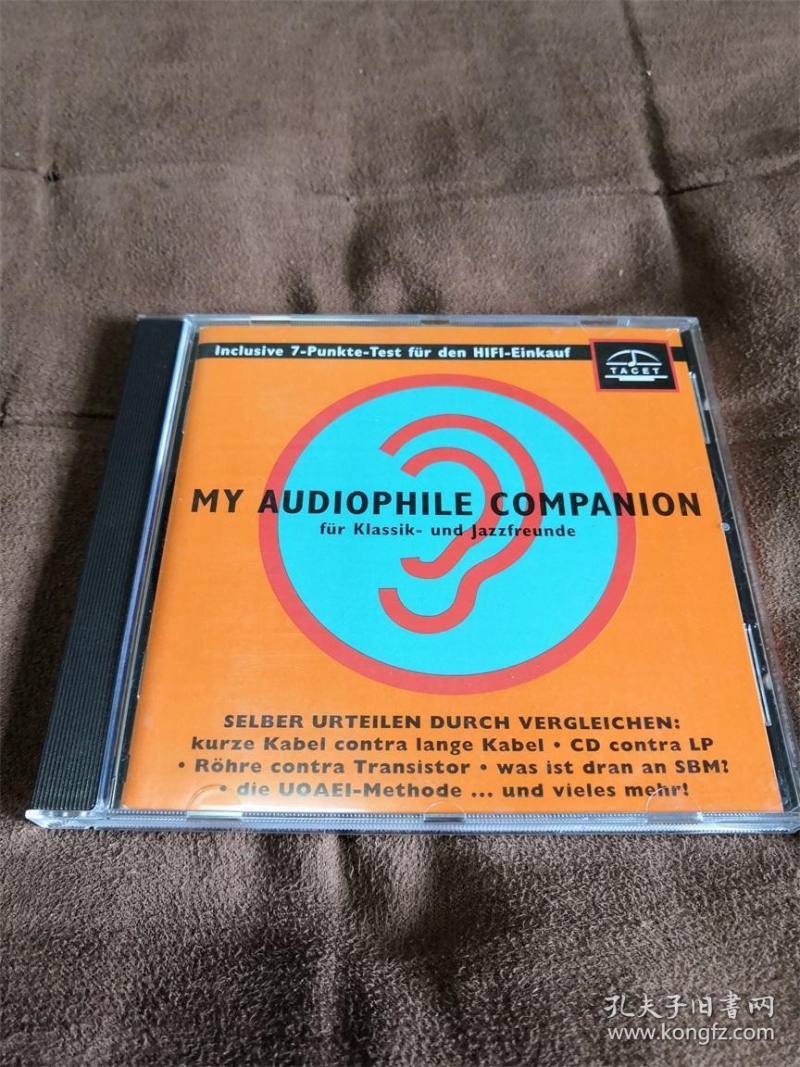 Inclusive 7-Punkte-Test für den HIFI-Einkauf
TACET
MY AUDIOPHILE COMPANION
für Klassik- und Jazzfreunde
SELBER URTEILEN DURCH VERGLEICHEN:
kurze Kabel contra lange Kabel • CD contra LP
• Röhre contra Transistor • was ist dran an SBM?
• die UOAEI-Methode ... und vieles mehr!
孔夫子旧书网
www.kongfz.com